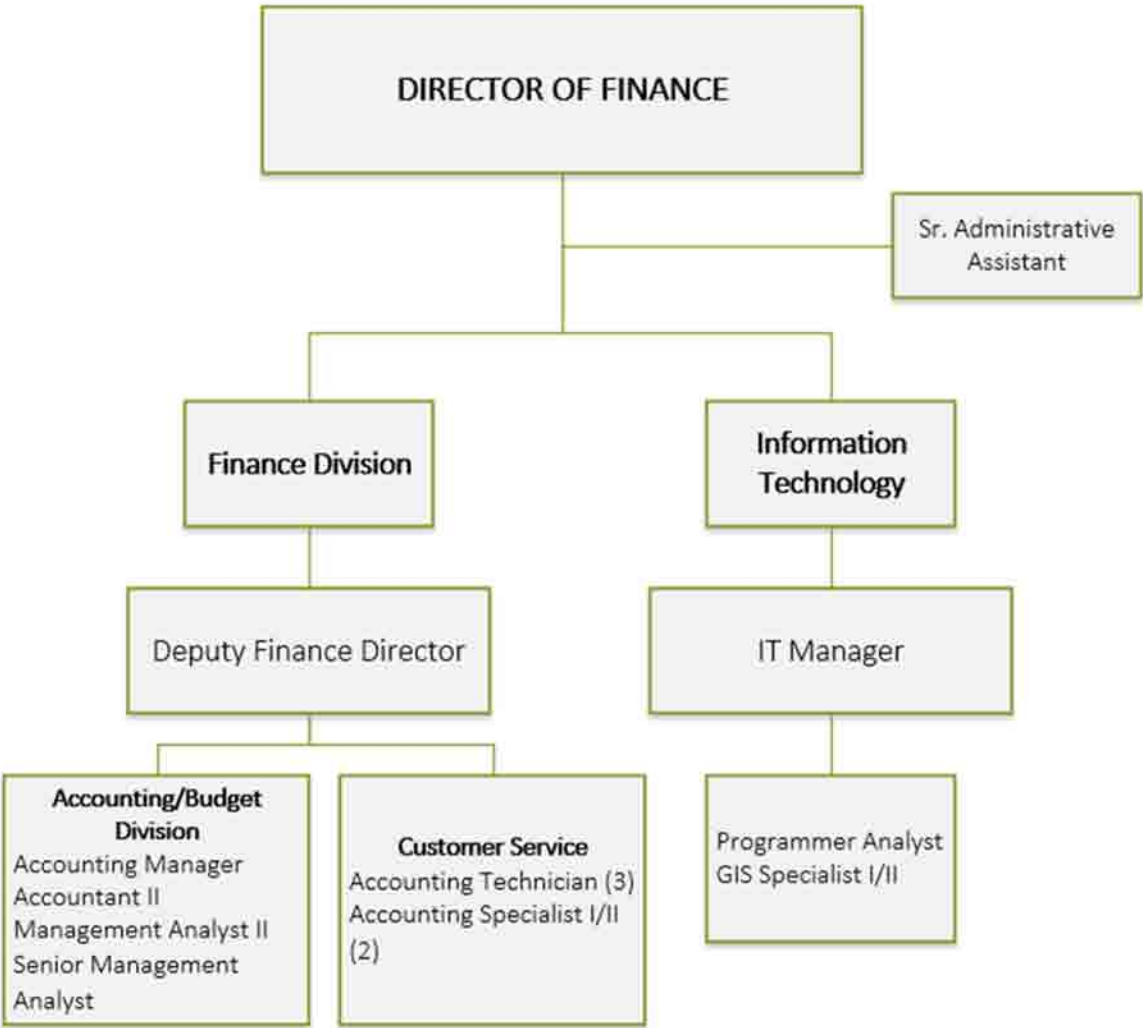 DIRECTOR OF FINANCE
Sr. Administrative
Assistant
Finance Division
Information
Technology
Deputy Finance Director
IT Manager
Accounting/Budget
Division
Accounting Manager
Accountant II
Management Analyst II
Senior Management
Analyst
Customer Service
Accounting Technician (3)
Accounting Specialist I/II
(2)
Programmer Analyst
GIS Specialist I/II